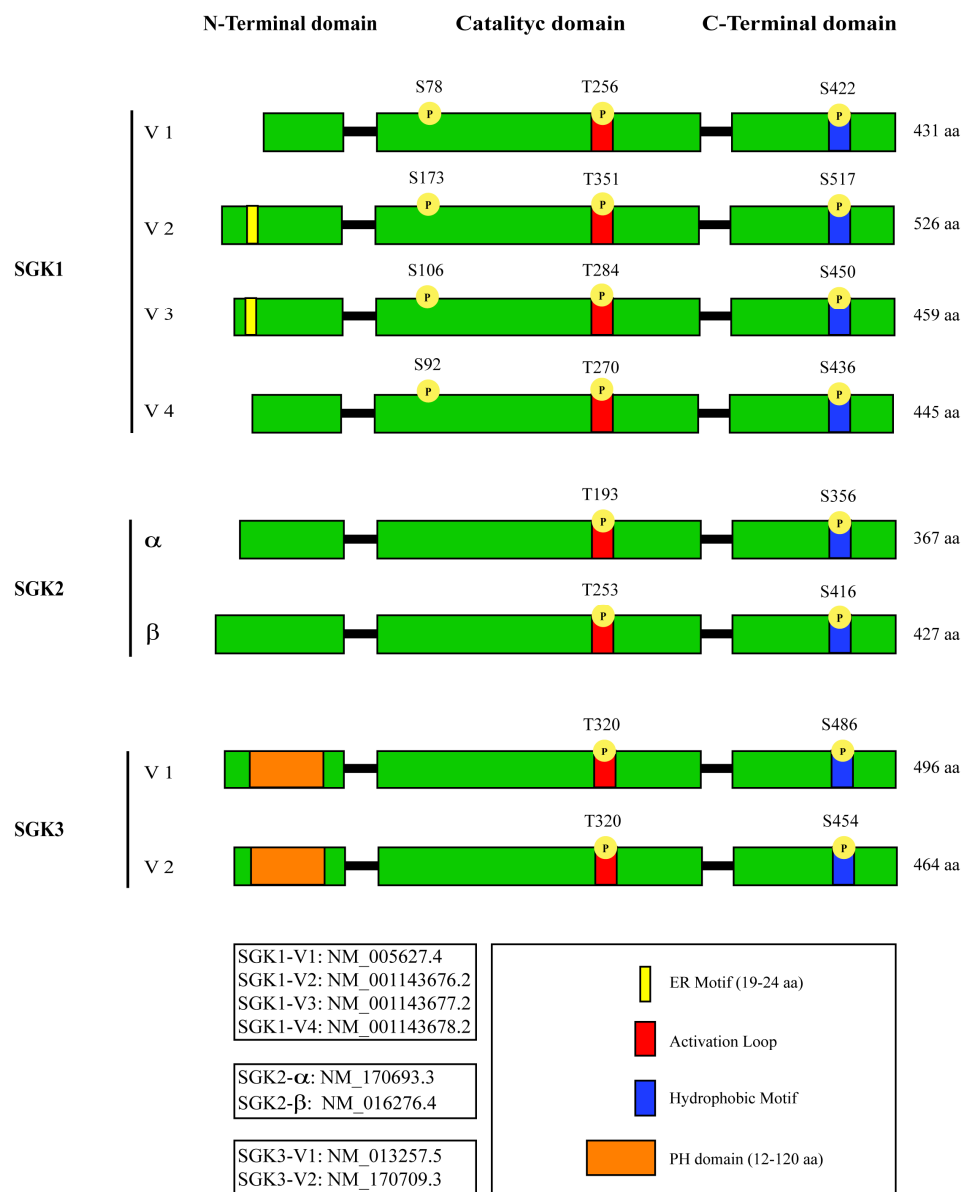 N-Terminal domain Catalityc domain C-Terminal domain
S78 T256 S422
P P P
V 1 431 aa
S173 T351 S517
P P P
V 2 526 aa
SGK1
S106 T284 S450
P P P
V 3 459 aa
S92 T270 S436
P P P
V 4 445 aa
T193 S356
P P
α 367 aa
SGK2
T253 S416
P P
β 427 aa
T320 S486
P P
V 1 496 aa
SGK3
T320 S454
P P
V 2 464 aa
SGK1-V1: NM_005627.4
SGK1-V2: NM_001143676.2
SGK1-V3: NM_001143677.2
SGK1-V4: NM_001143678.2
SGK2-α: NM_170693.3
SGK2-β: NM_016276.4
SGK3-V1: NM_013257.5
SGK3-V2: NM_170709.3
ER Motif (19-24 aa)
Activation Loop
Hydrophobic Motif
PH domain (12-120 aa)